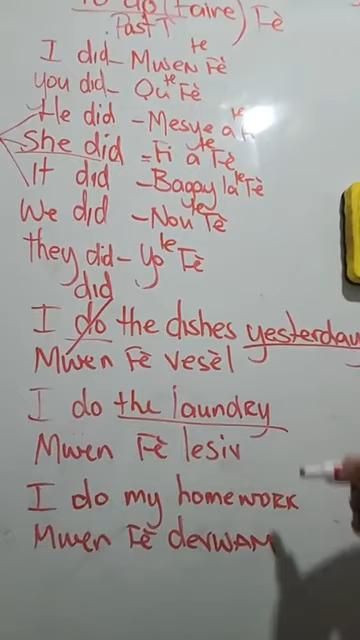 To do (faire) Fè
Past T
I did – Mwen te Fè
you did – Ou te Fè
He did – Mesye a te F
She did = Fi a te Fè
It did – Bagay la te Fè
We did – Nou te Fè
they did – yo te Fè
did
I do the dishes yesterday
Mwen Fè vesèl
I do the laundry
Mwen Fè lesiv
I do my homework
Mwen Fè devwam